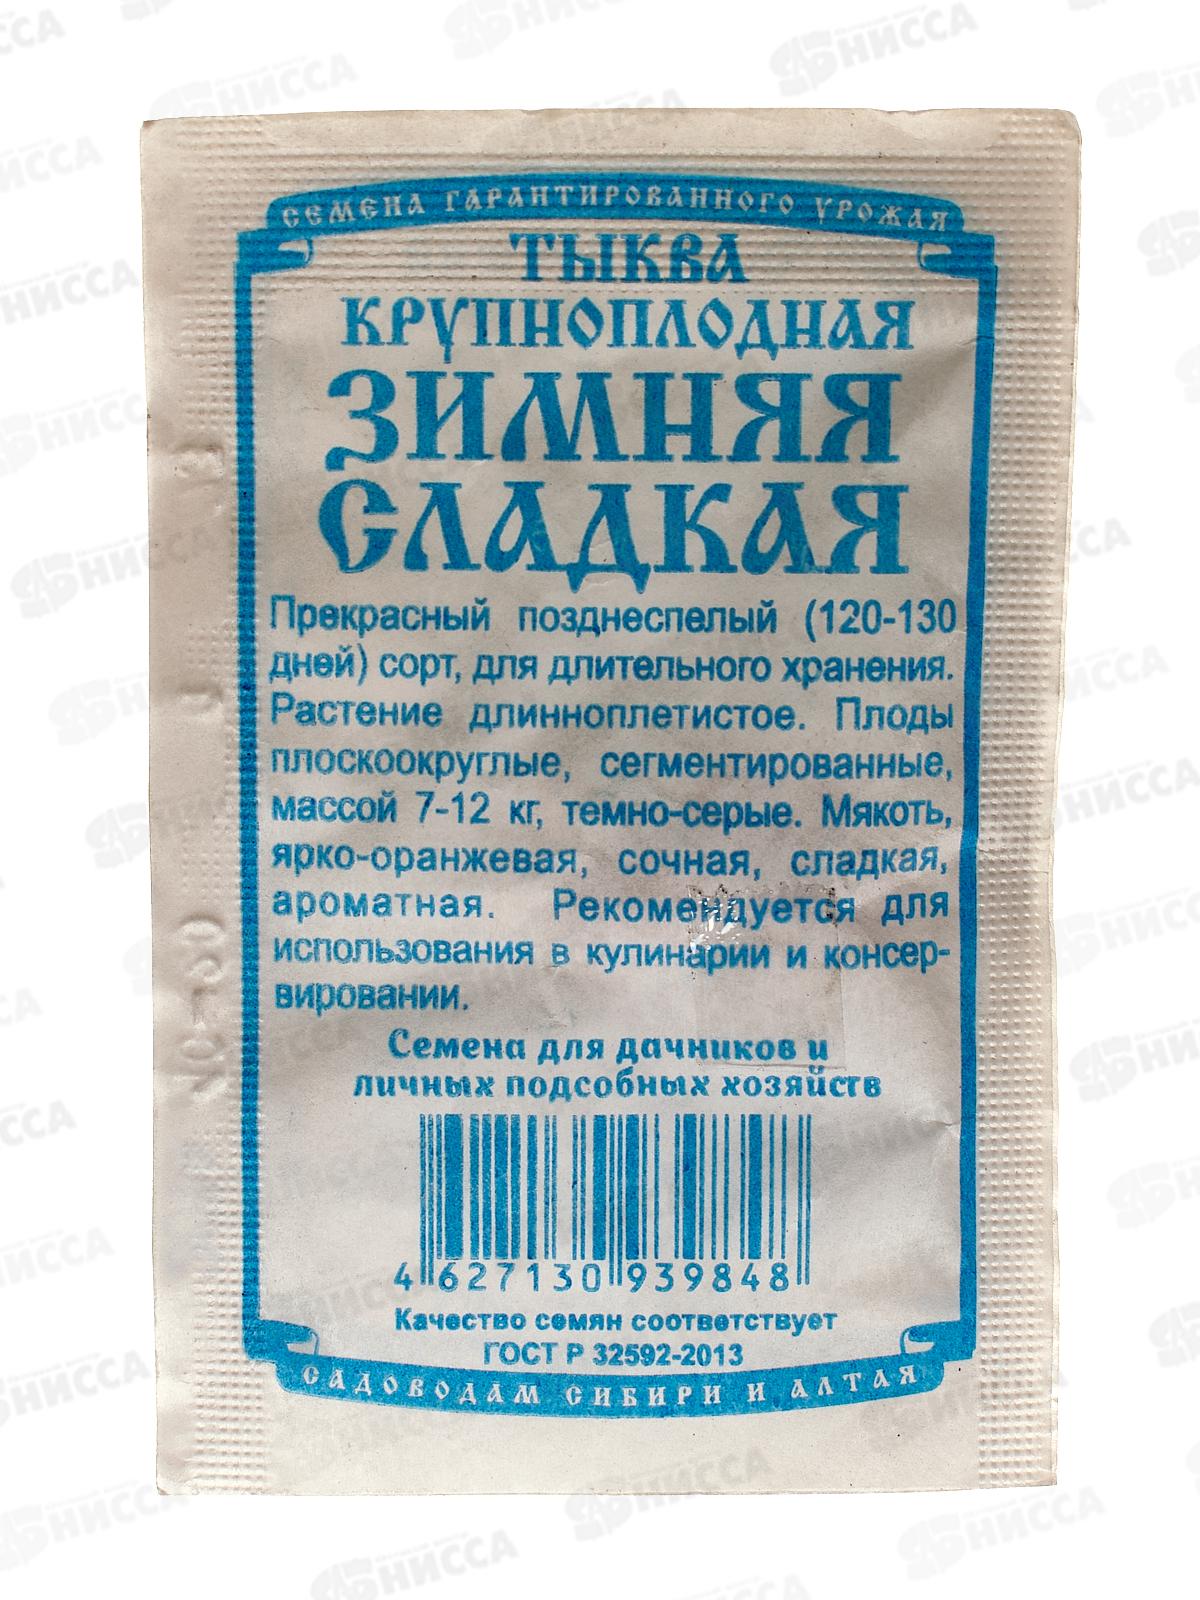 СЕМЕНА ГАРАНТИРОВАННОГО УРОЖАЯ
ТЫКВА
КРУПНОПЛОДНАЯ
ЗИМНЯЯ
СЛАДКАЯ
Прекрасный позднеспелый (120-130
дней) сорт, для длительного хранения.
Растение длинноплетистое. Плоды
плоскоокруглые, сегментированные,
массой 7-12 кг, темно-серые. Мякоть,
ярко-оранжевая, сочная, сладкая,
ароматная. Рекомендуется для
использования в кулинарии и консер-
вировании.
Семена для дачников и
личных подсобных хозяйств
4 627130 939848
Качество семян соответствует
ГОСТ Р 32592-2013
САДОВОДАМ СИБИРИ И АЛТАЯ
НИССА